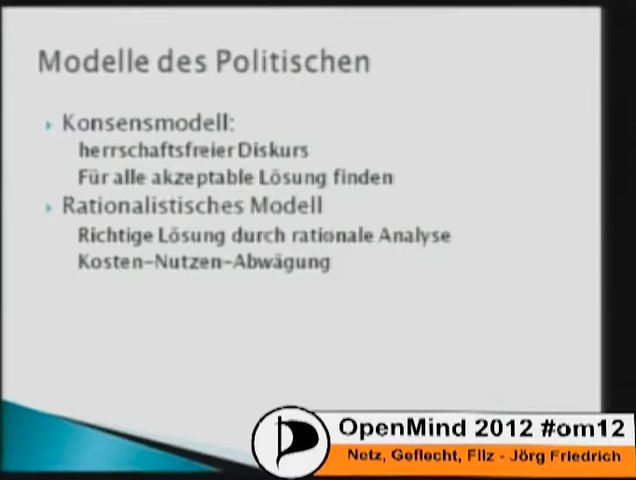 Modelle des Politischen
Konsensmodell:
herrschaftsfreier Diskurs
Für alle akzeptable Lösung finden
Rationalistisches Modell
Richtige Lösung durch rationale Analyse
Kosten-Nutzen-Abwägung
OpenMind 2012 #om12
Netz, Geflecht, Filz - Jörg Friedrich